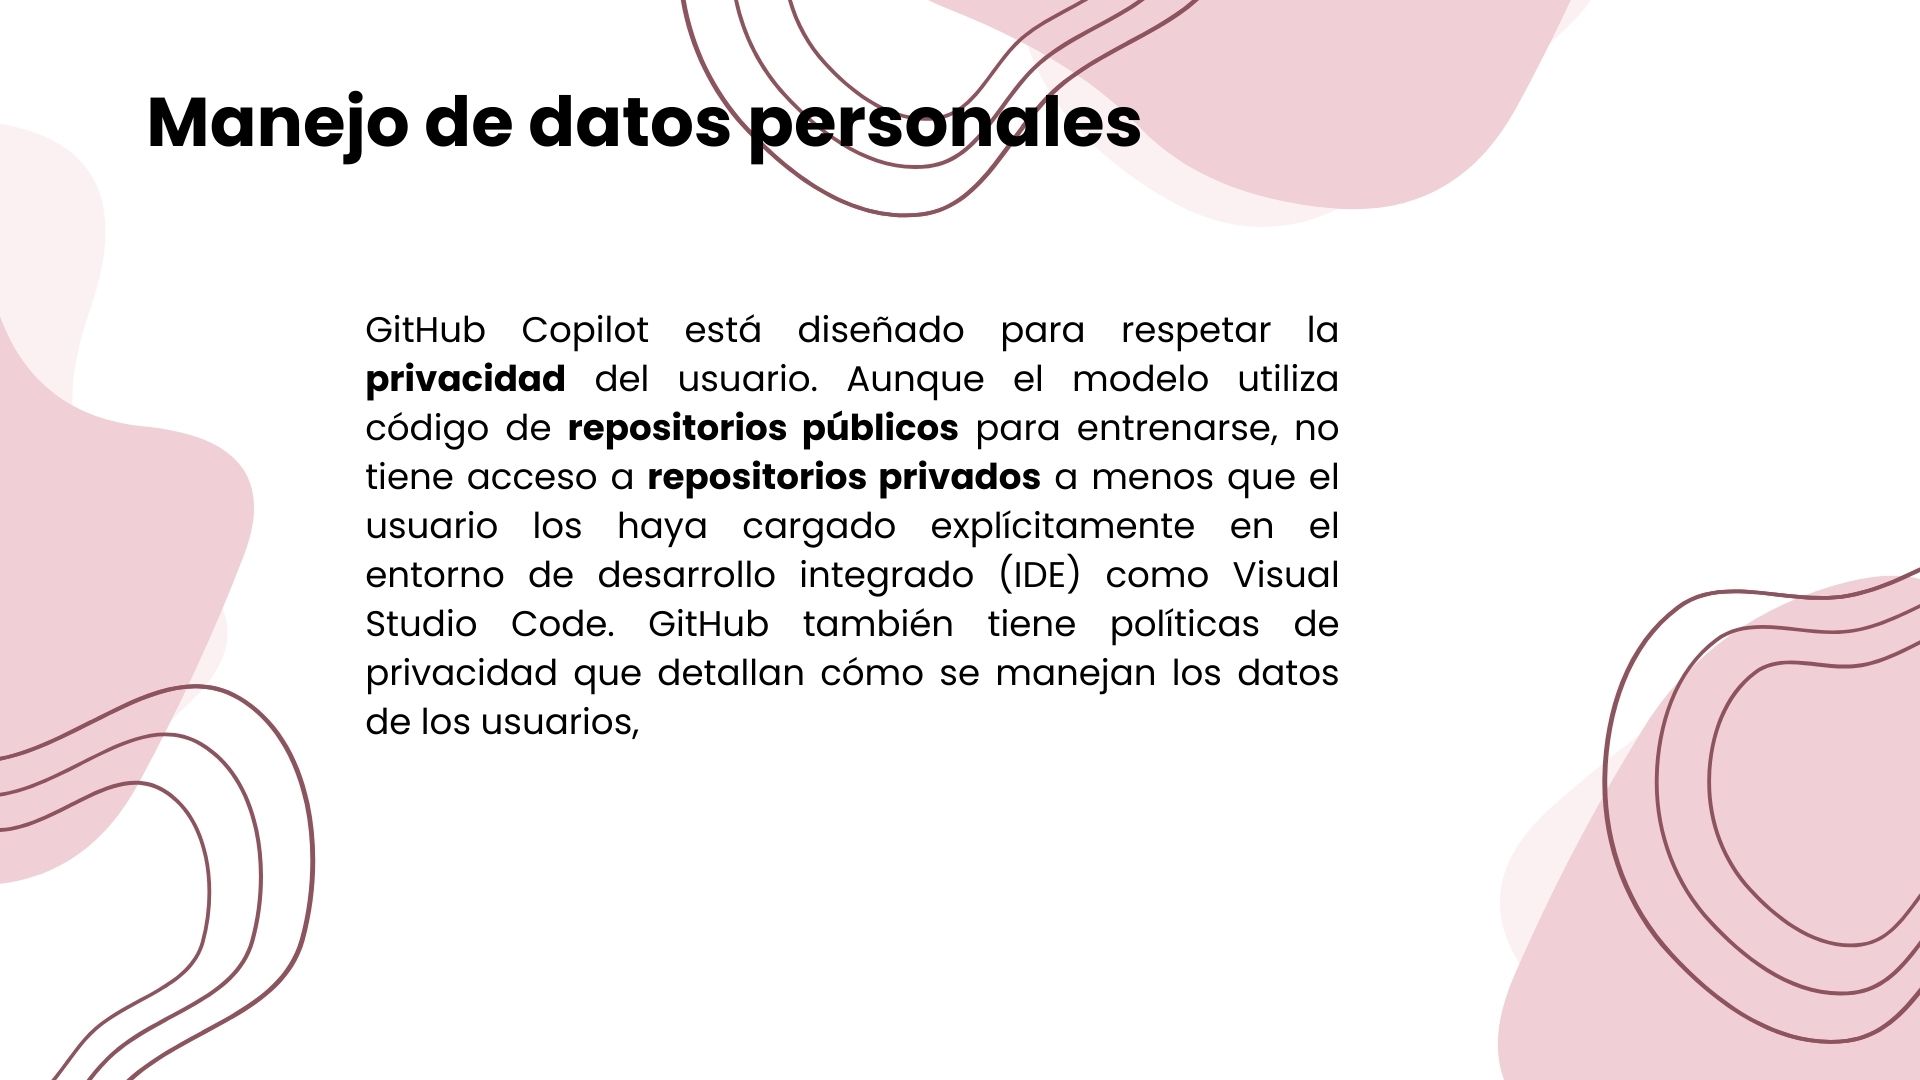 Manejo de datos personales
GitHub Copilot está diseñado para respetar la
privacidad del usuario. Aunque el modelo utiliza
código de repositorios públicos para entrenarse, no
tiene acceso a repositorios privados a menos que el
usuario los haya cargado explícitamente en el
entorno de desarrollo integrado (IDE) como Visual
Studio Code. GitHub también tiene políticas de
privacidad que detallan cómo se manejan los datos
de los usuarios,